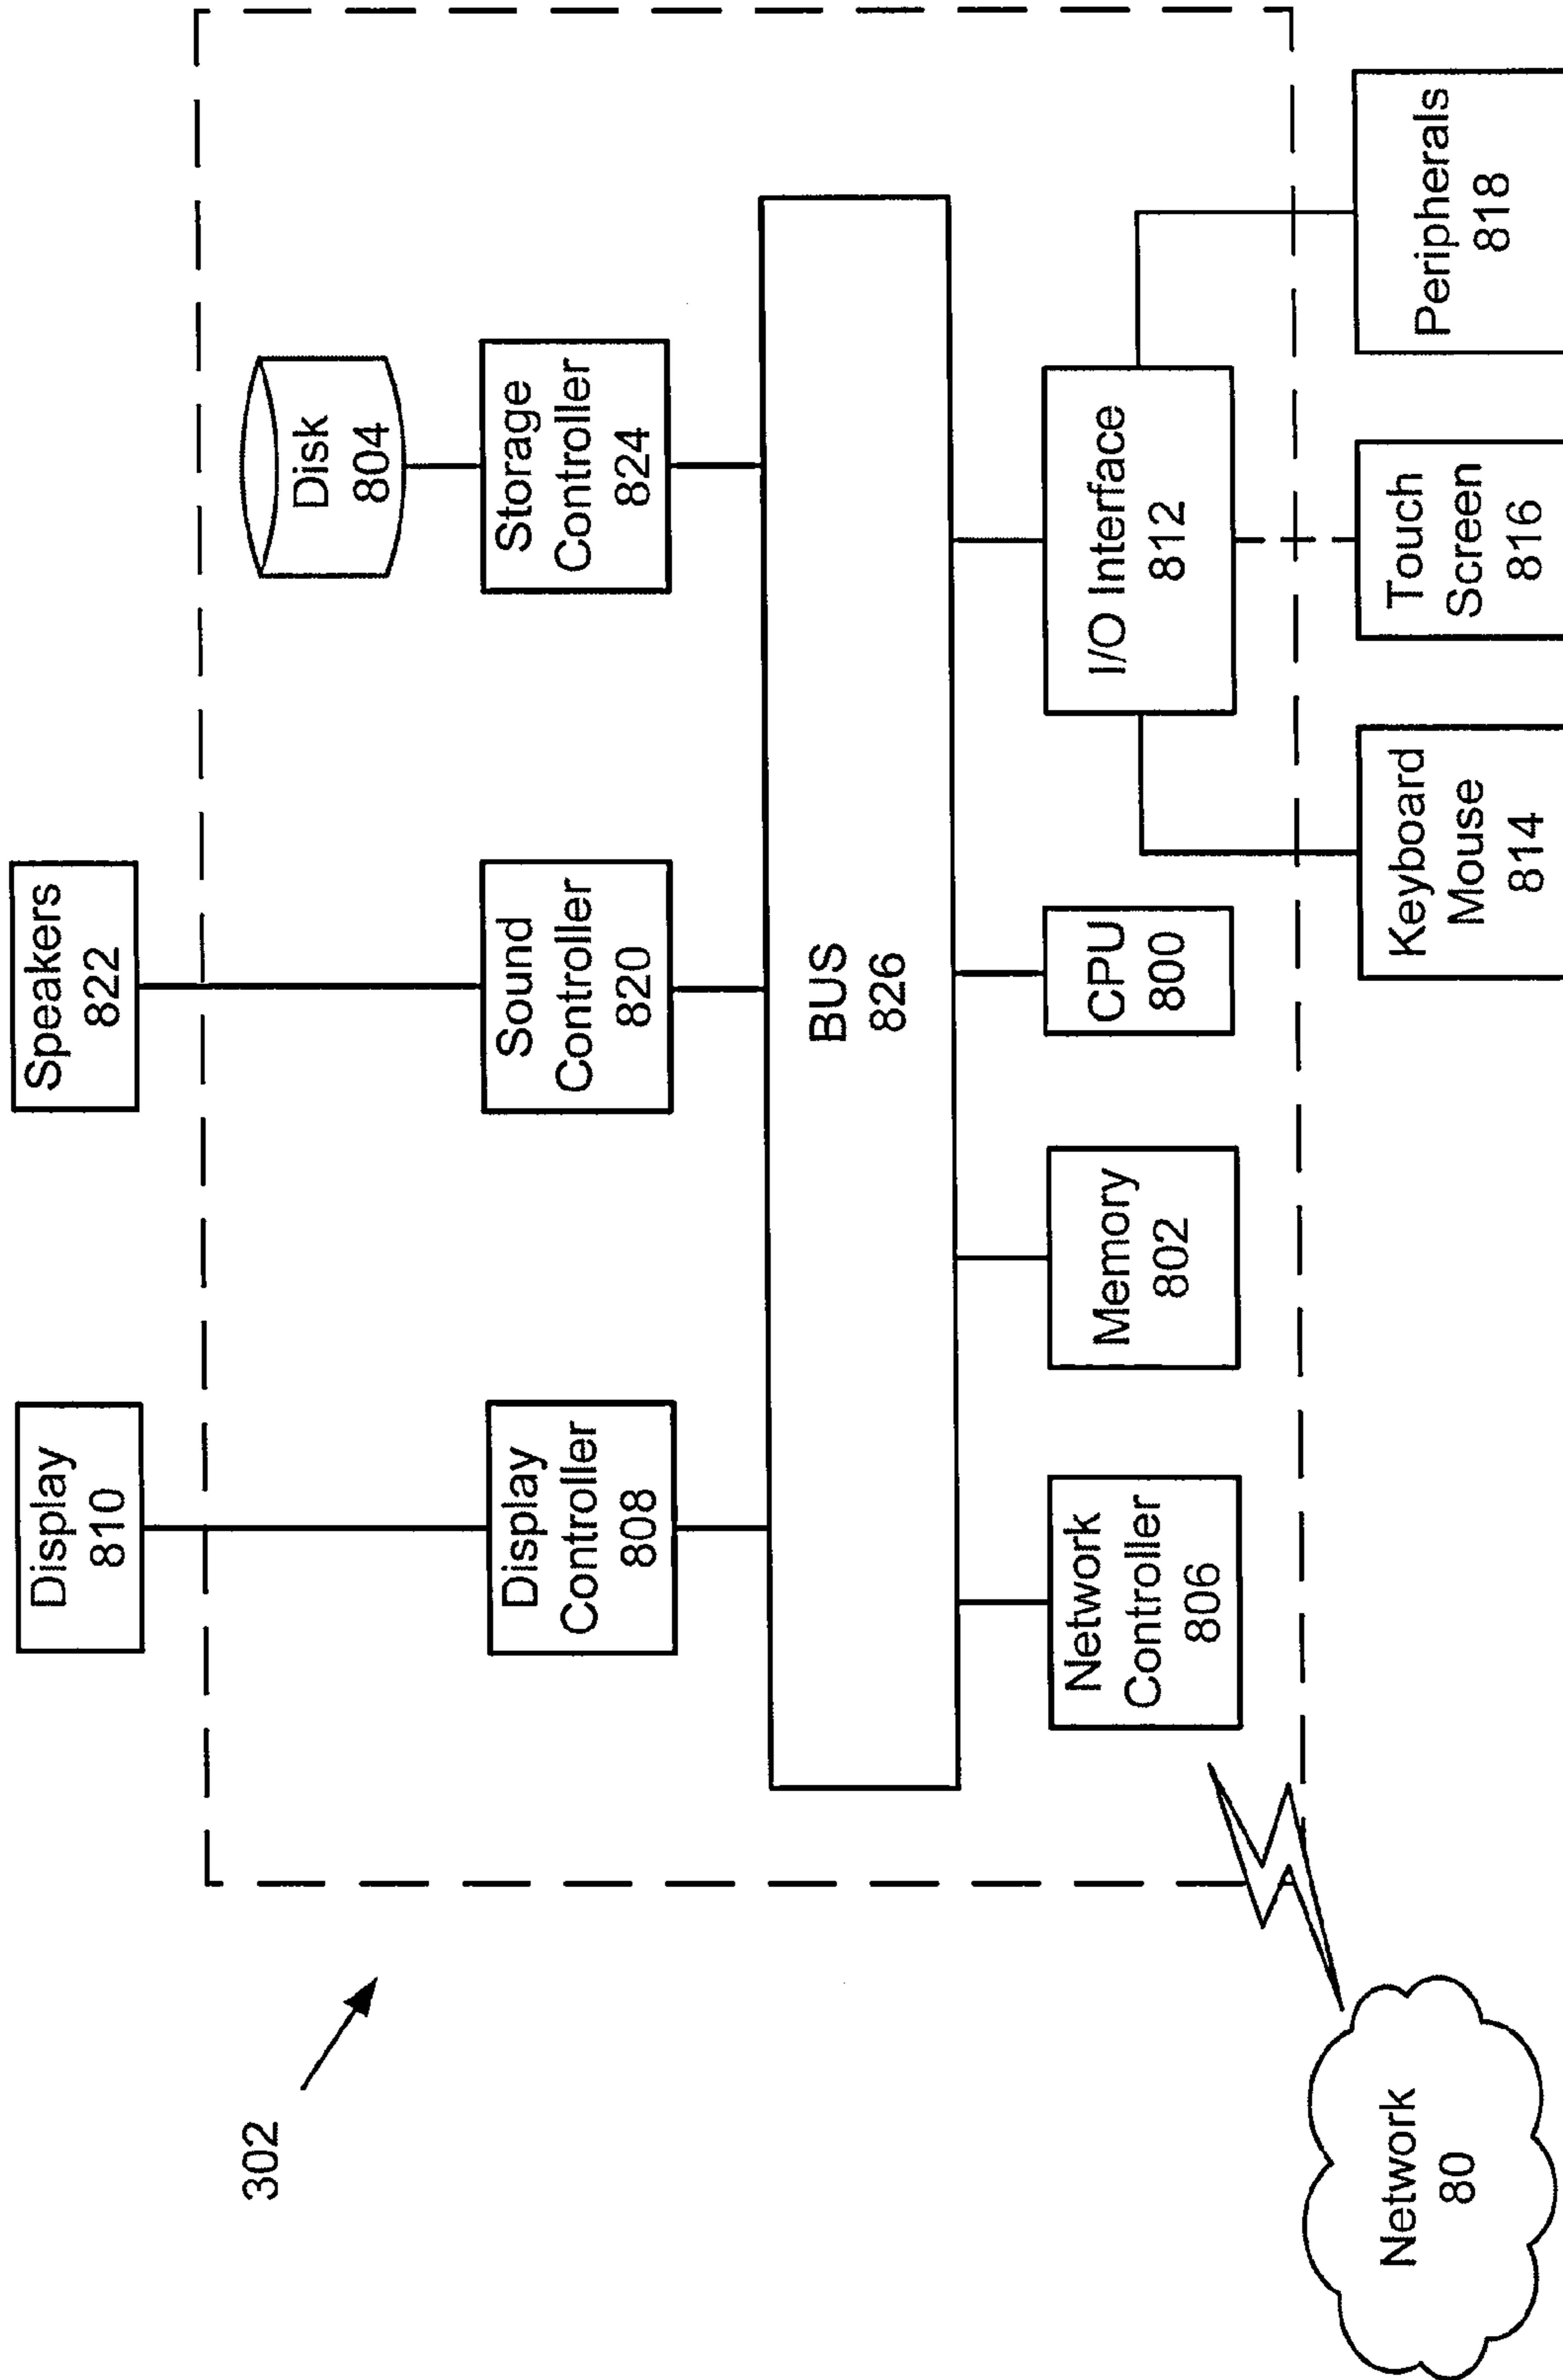 302
Display
810
Speakers
822
Disk
804
Display
Controller
808
Sound
Controller
820
Storage
Controller
824
BUS
826
Network
Controller
806
Memory
802
CPU
800
I/O Interface
812
Network
80
Keyboard
Mouse
814
Touch
Screen
816
Peripherals
818